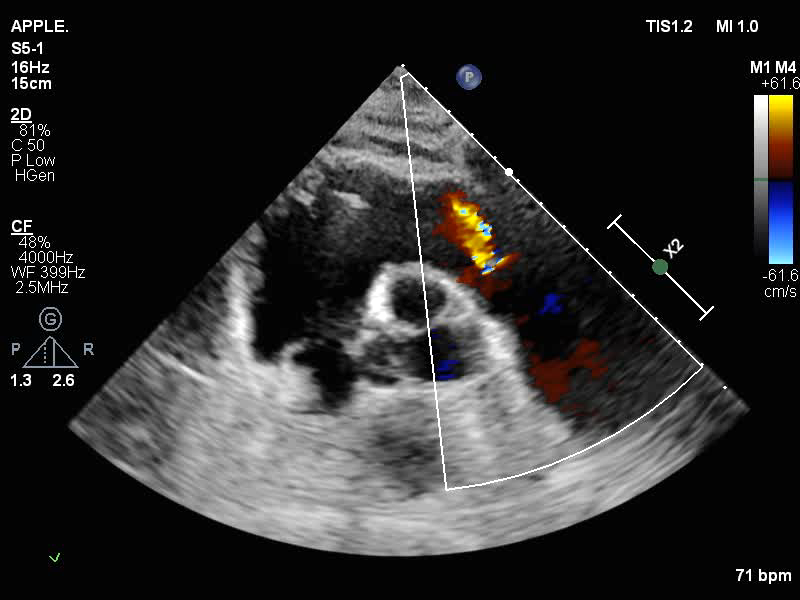 APPLE.
TIS1.2 MI 1.0
S5-1
16Hz
15cm
2D
81%
C 50
P Low
HGen
CF
48%
4000Hz
WF 399Hz
2.5MHz
G
P R
1.3 2.6
P
M1 M4
+61.6
-61.6
cm/s
X2
71 bpm